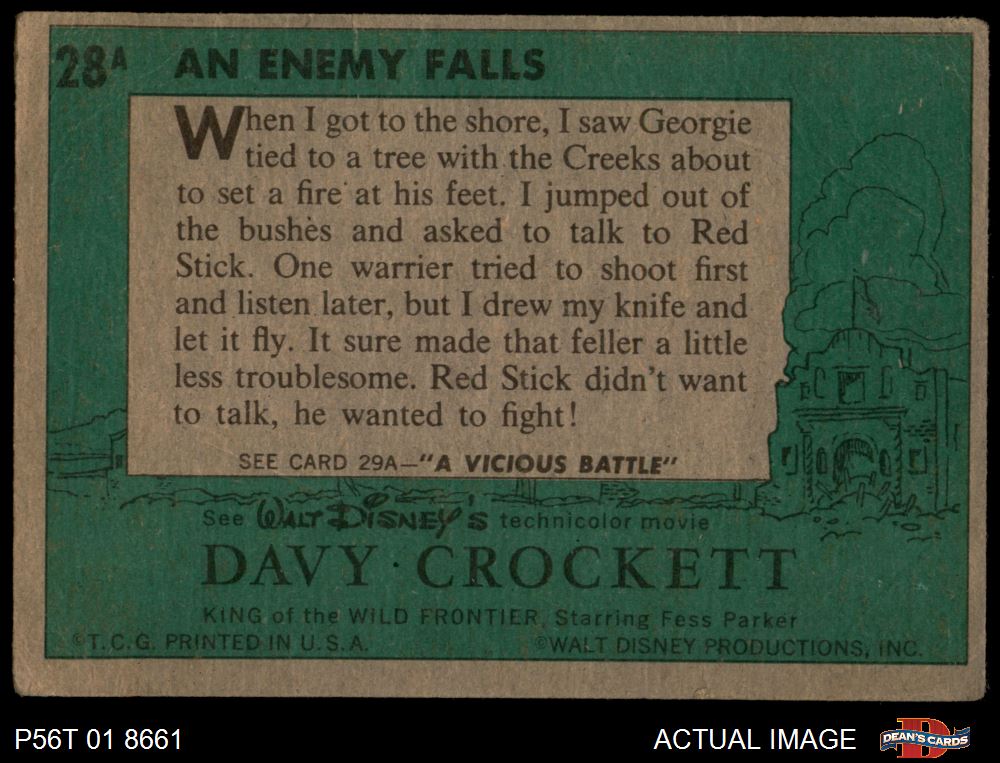 28A AN ENEMY FALLS
When I got to the shore, I saw Georgie
tied to a tree with the Creeks about
to set a fire at his feet. I jumped out of
the bushes and asked to talk to Red
Stick. One warrier tried to shoot first
and listen later, but I drew my knife and
let it fly. It sure made that feller a little
less troublesome. Red Stick didn't want
to talk, he wanted to fight!
SEE CARD 29A—"A VICIOUS BATTLE"
See WALT DISNEY'S technicolor movie
DAVY · CROCKETT
KING of the WILD FRONTIER, Starring Fess Parker
©T.C.G. PRINTED IN U.S.A. ©WALT DISNEY PRODUCTIONS, INC.
P56T 01 8661 ACTUAL IMAGE D DEAN'S CARDS